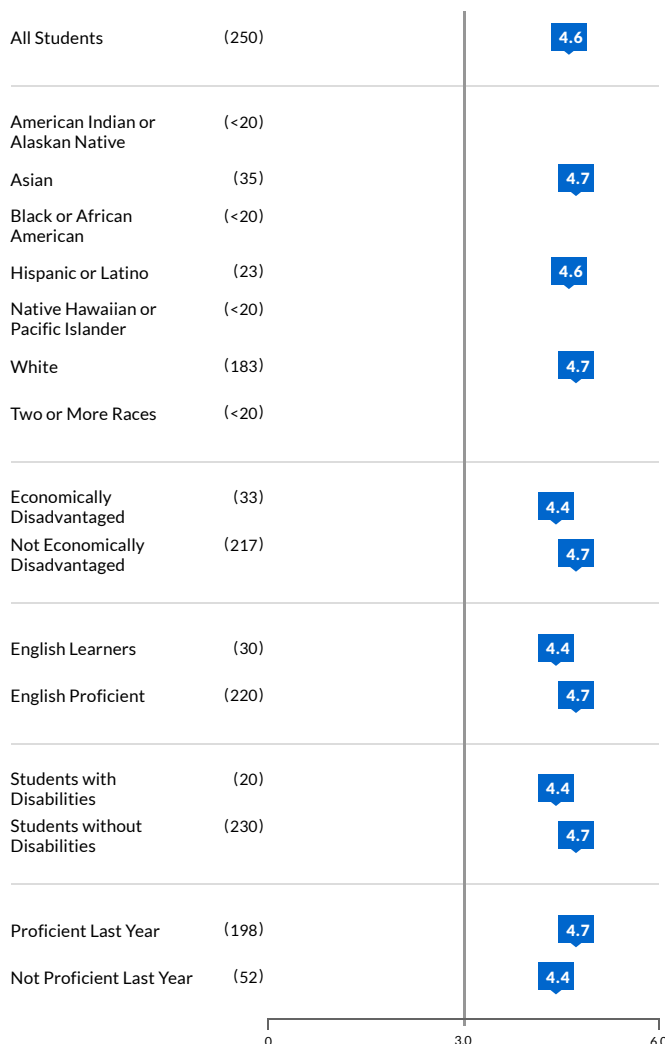 All Students (250) 4.6
American Indian or (<20)
Alaskan Native
Asian (35) 4.7
Black or African (<20)
American
Hispanic or Latino (23) 4.6
Native Hawaiian or (<20)
Pacific Islander
White (183) 4.7
Two or More Races (<20)
Economically (33) 4.4
Disadvantaged
Not Economically (217) 4.7
Disadvantaged
English Learners (30) 4.4
English Proficient (220) 4.7
Students with (20) 4.4
Disabilities
Students without (230) 4.7
Disabilities
Proficient Last Year (198) 4.7
Not Proficient Last Year (52) 4.4
0 3.0 6.0